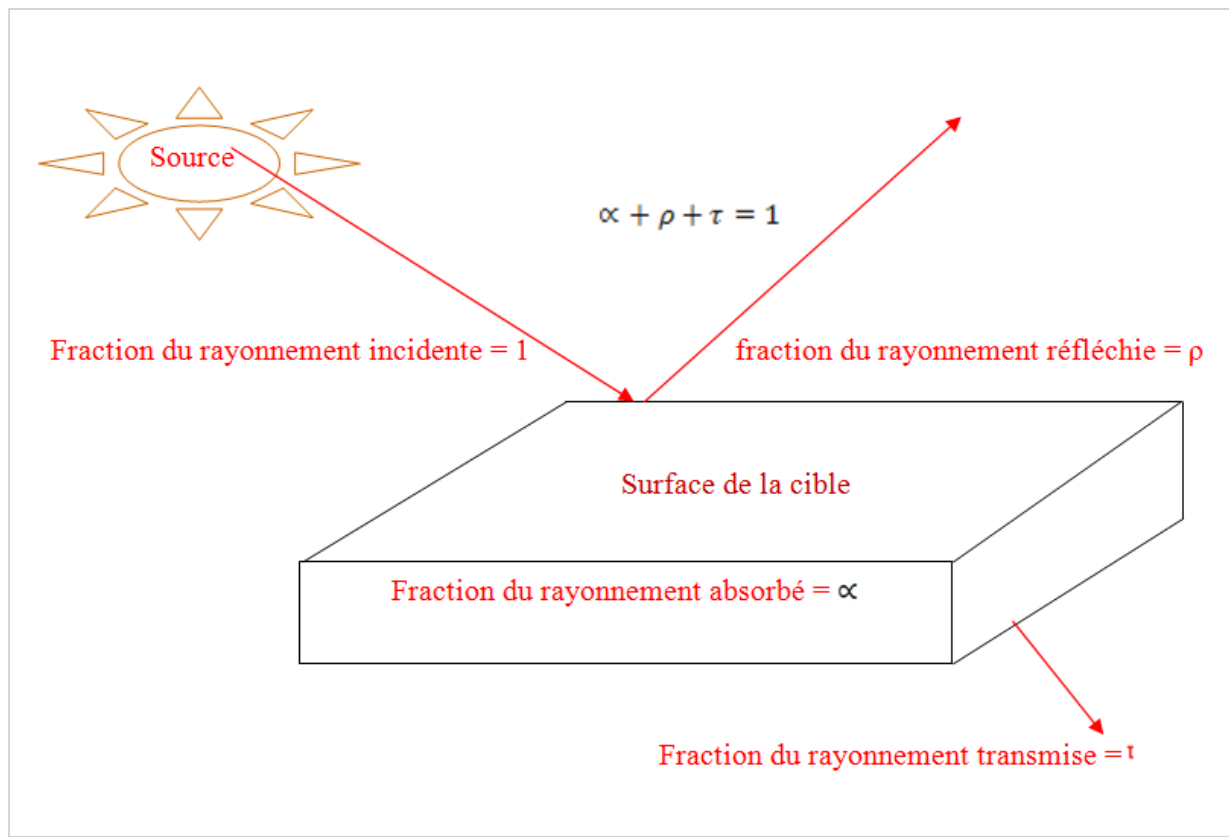 Source
∝ + ρ + τ = 1
Fraction du rayonnement incidente = 1
fraction du rayonnement réfléchie = ρ
Surface de la cible
Fraction du rayonnement absorbé = ∝
Fraction du rayonnement transmise = τ